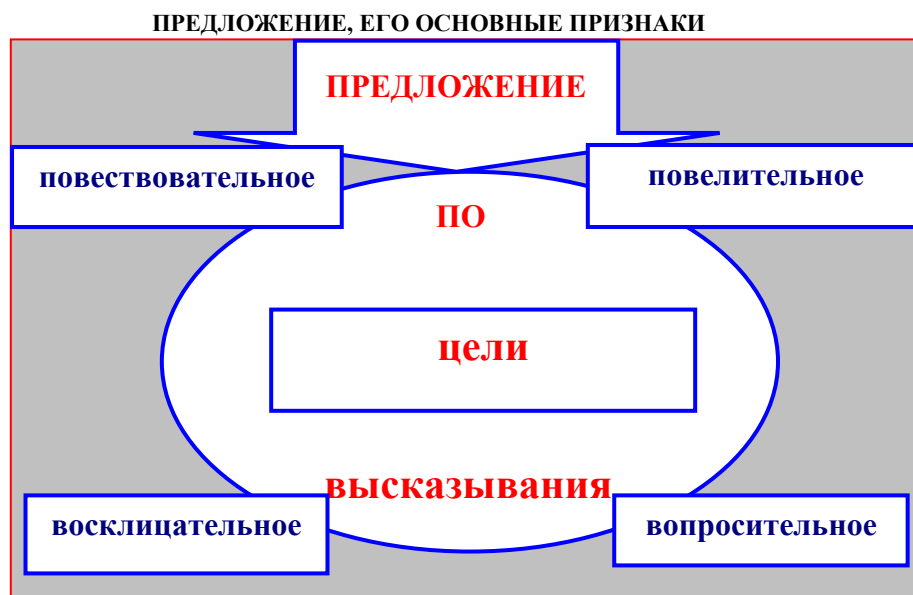 ПРЕДЛОЖЕНИЕ, ЕГО ОСНОВНЫЕ ПРИЗНАКИ
ПРЕДЛОЖЕНИЕ
повествовательное
повелительное
ПО
цели
высказывания
восклицательное
вопросительное